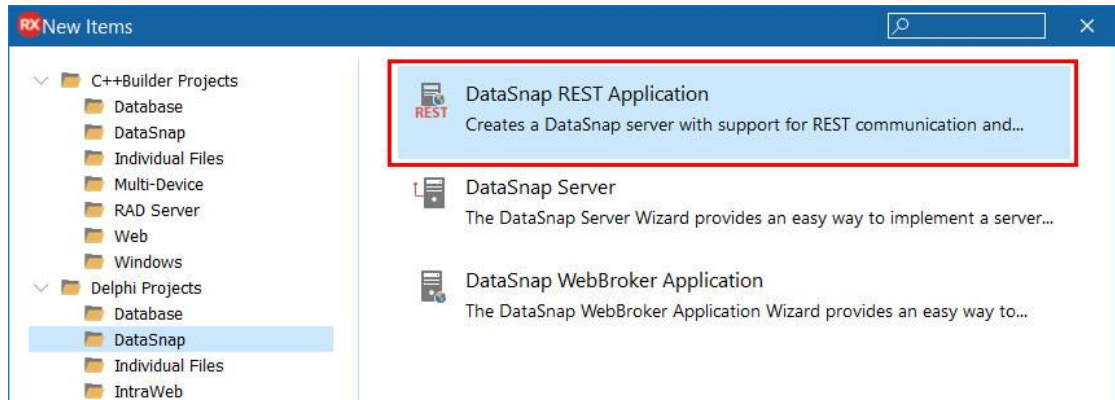 RX New Items
C++Builder Projects
Database
DataSnap
Individual Files
Multi-Device
RAD Server
Web
Windows
Delphi Projects
Database
DataSnap
Individual Files
IntraWeb
REST
DataSnap REST Application
Creates a DataSnap server with support for REST communication and...
DataSnap Server
The DataSnap Server Wizard provides an easy way to implement a server...
DataSnap WebBroker Application
The DataSnap WebBroker Application Wizard provides an easy way to...